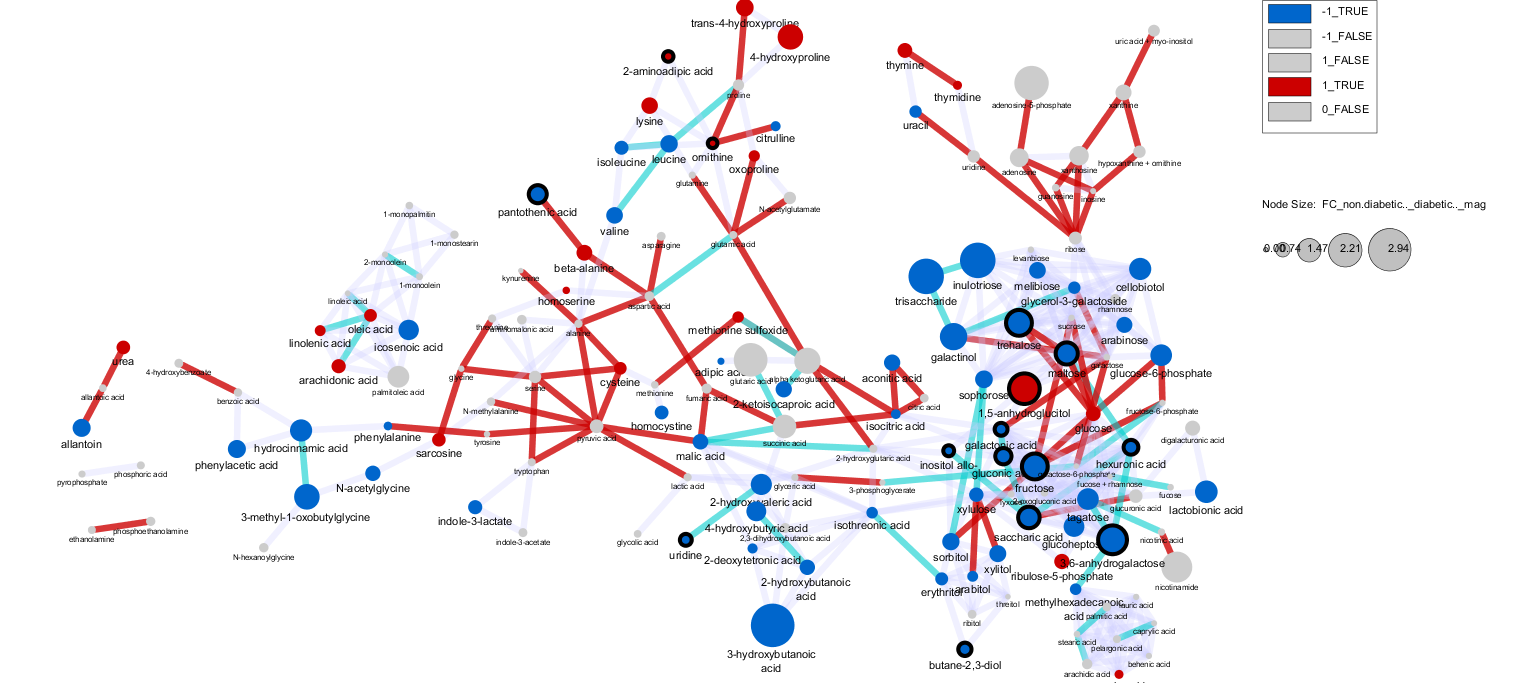 trans-4-hydroxyproline
4-hydroxyproline
2-aminoadipic acid
proline
lysine
citrulline
isoleucine
leucine
ornithine
oxoproline
glutamine
N-acetylglutamate
pantothenic acid
valine
glutamic acid
asparagine
beta-alanine
kynurenine
homoserine
aspartic acid
alanine
threonine
aminomalonic acid
methionine sulfoxide
1-monopalmitin
1-monostearin
2-monoolein
1-monoolein
linoleic acid
oleic acid
linolenic acid
icosenoic acid
arachidonic acid
palmitoleic acid
urea
4-hydroxybenzoate
allantoic acid
benzoic acid
allantoin
phenylacetic acid
hydrocinnamic acid
phenylalanine
pyrophosphate
phosphoric acid
N-acetylglycine
3-methyl-1-oxobutylglycine
ethanolamine
phosphoethanolamine
N-hexanoylglycine
glycine
serine
cysteine
methionine
N-methylalanine
sarcosine
tyrosine
pyruvic acid
homocystine
tryptophan
indole-3-lactate
indole-3-acetate
adipic acid
glutaric acid
alpha ketoglutaric acid
2-ketoisocaproic acid
fumaric acid
succinic acid
malic acid
aconitic acid
citric acid
isocitric acid
2-hydroxyglutaric acid
lactic acid
glyceric acid
3-phosphoglycerate
2-hydroxyvaleric acid
4-hydroxybutyric acid
2,3-dihydroxybutanoic acid
glycolic acid
uridine
2-deoxytetronic acid
2-hydroxybutanoic
acid
isothreonic acid
3-hydroxybutanoic
acid
thymine
thymidine
uracil
uridine
adenosine-5-phosphate
uric acid + myo-inositol
xanthine
adenosine
xanthosine
hypoxanthine + ornithine
guanosine
inosine
ribose
levanbiose
trisaccharide
inulotriose
melibiose
cellobiotol
glycerol-3-galactoside
rhamnose
sucrose
trehalose
arabinose
galactinol
maltose
galactose
glucose-6-phosphate
sophorose
1,5-anhydroglucitol
fructose-6-phosphate
glucose
galactonic acid
digalacturonic acid
inositol allo-
gluconic
hexuronic acid
fructose
fucose + rhamnose
fucose
xylulose
tagatose
glucuronic acid
lactobionic acid
saccharic acid
glucoheptose
nicotinic acid
sorbitol
xylitol
3,6-anhydrogalactose
ribulose-5-phosphate
nicotinamide
erythritol
arabitol
threitol
ribitol
butane-2,3-diol
methylhexadecanoic
acid
lauric acid
palmitic acid
caprylic acid
stearic acid
pelargonic acid
behenic acid
arachidic acid
-1_TRUE
-1_FALSE
1_FALSE
1_TRUE
0_FALSE
Node Size: FC_non.diabetic.._diabetic.._mag
0.00 0.74 1.47 2.21 2.94